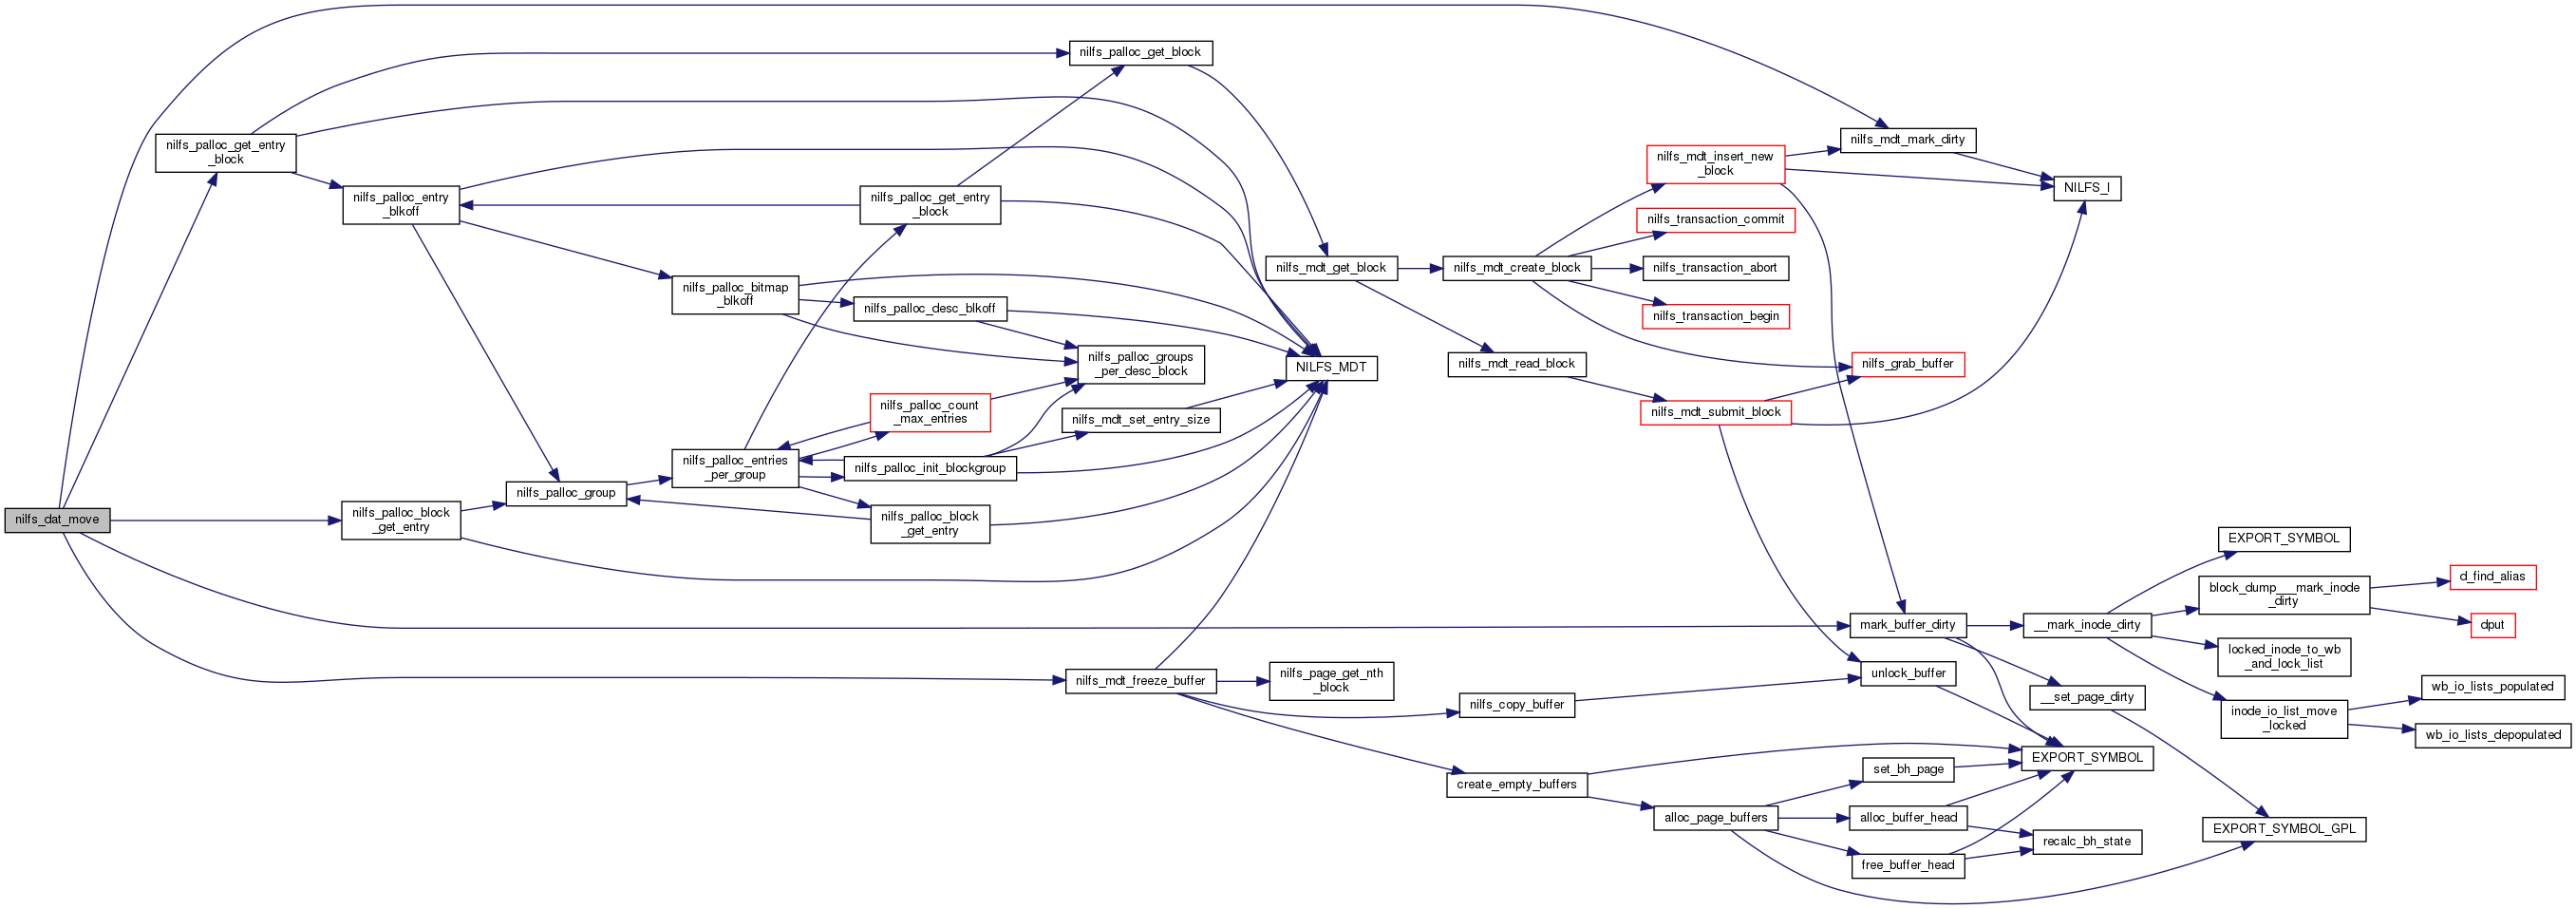 nilfs_dat_move
nilfs_palloc_get_entry
_block
nilfs_palloc_entry
_blkoff
nilfs_palloc_block
_get_entry
nilfs_palloc_group
nilfs_palloc_bitmap
_blkoff
nilfs_palloc_entries
_per_group
nilfs_palloc_get_entry
_block
nilfs_palloc_desc_blkoff
nilfs_palloc_count
_max_entries
nilfs_palloc_init_blockgroup
nilfs_palloc_block
_get_entry
nilfs_palloc_get_block
nilfs_palloc_groups
_per_desc_block
nilfs_mdt_set_entry_size
nilfs_mdt_freeze_buffer
NILFS_MDT
nilfs_mdt_get_block
nilfs_page_get_nth
_block
nilfs_mdt_create_block
nilfs_mdt_read_block
nilfs_copy_buffer
create_empty_buffers
nilfs_mdt_insert_new
_block
nilfs_transaction_commit
nilfs_transaction_abort
nilfs_transaction_begin
nilfs_mdt_submit_block
alloc_page_buffers
nilfs_mdt_mark_dirty
nilfs_grab_buffer
mark_buffer_dirty
unlock_buffer
set_bh_page
alloc_buffer_head
free_buffer_head
NILFS_I
__mark_inode_dirty
__set_page_dirty
EXPORT_SYMBOL
recalc_bh_state
EXPORT_SYMBOL
block_dump___mark_inode
_dirty
locked_inode_to_wb
_and_lock_list
inode_io_list_move
_locked
EXPORT_SYMBOL_GPL
d_find_alias
dput
wb_io_lists_populated
wb_io_lists_depopulated